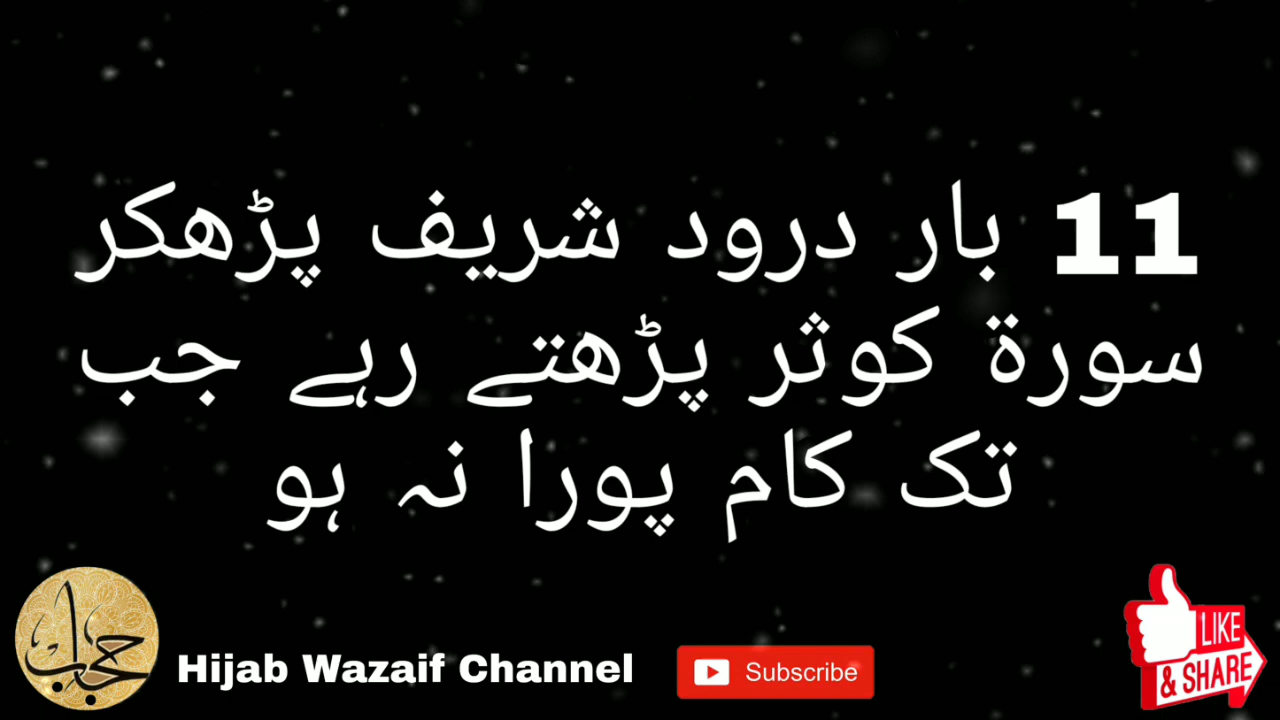 11 بار درود شریف پڑھکر
سورۃ کوثر پڑھتے رہے جب
تک کام پورا نہ ہو
حجاب
Hijab Wazaif Channel
Subscribe
LIKE
& SHARE